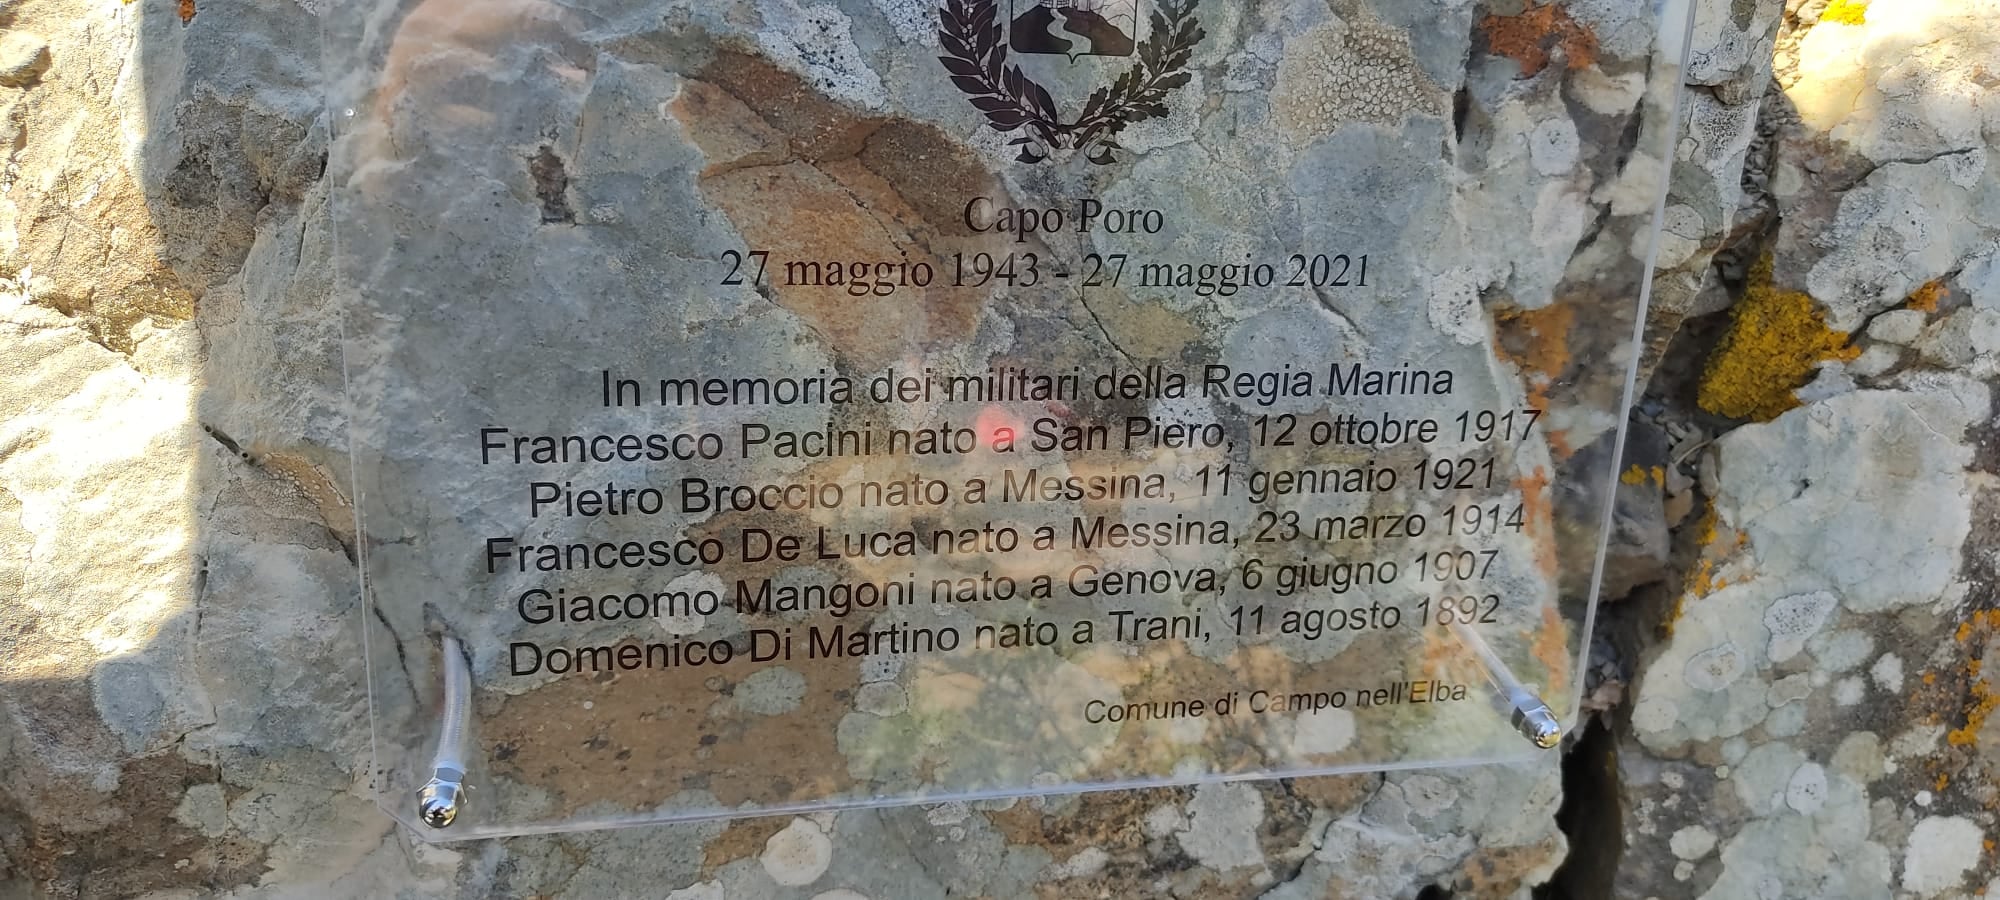 Capo Poro
27 maggio 1943 - 27 maggio 2021
In memoria dei militari della Regia Marina
Francesco Pacini nato a San Piero, 12 ottobre 1917
Pietro Broccio nato a Messina, 11 gennaio 1921
Francesco De Luca nato a Messina, 23 marzo 1914
Giacomo Mangoni nato a Genova, 6 giugno 1907
Domenico Di Martino nato a Trani, 11 agosto 1892
Comune di Campo nell'Elba